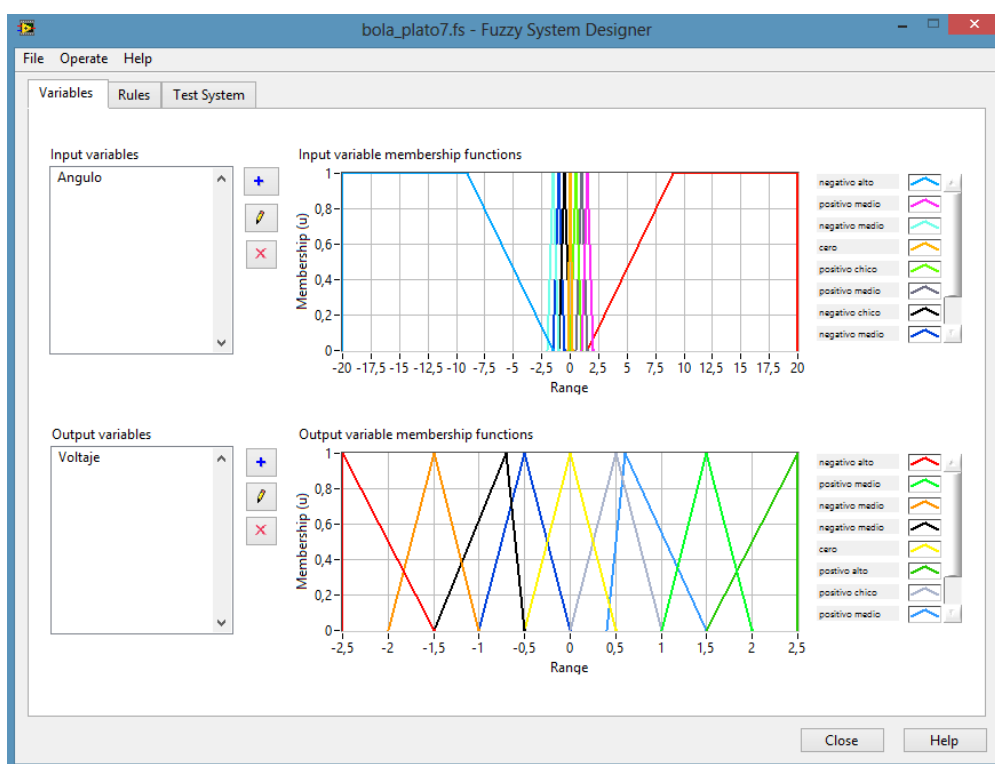 bola_plato7.fs - Fuzzy System Designer
File Operate Help
Variables Rules Test System
Input variables
Angulo
Input variable membership functions
Membership (u)
1
0,8
0,6
0,4
0,2
0
-20 -17,5 -15 -12,5 -10 -7,5 -5 -2,5 0 2,5 5 7,5 10 12,5 15 17,5 20
Range
negativo alto
positivo medio
negativo medio
cero
positivo chico
positivo medio
negativo chico
negativo medio
Output variables
Voltaje
Output variable membership functions
Membership (u)
1
0,8
0,6
0,4
0,2
0
-2,5 -2 -1,5 -1 -0,5 0 0,5 1 1,5 2 2,5
Range
negativo alto
positivo medio
negativo medio
negativo medio
cero
postivo alto
positivo chico
positivo medio
Close Help